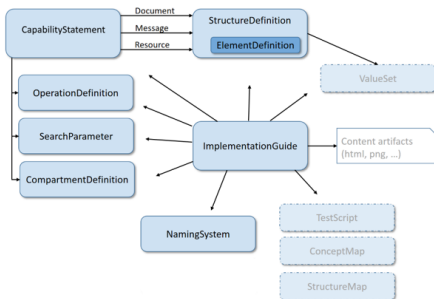 CapabilityStatement
Document
Message
Resource
StructureDefinition
ElementDefinition
ValueSet
OperationDefinition
SearchParameter
CompartmentDefinition
ImplementationGuide
Content artifacts
(html, png, ...)
NamingSystem
TestScript
ConceptMap
StructureMap